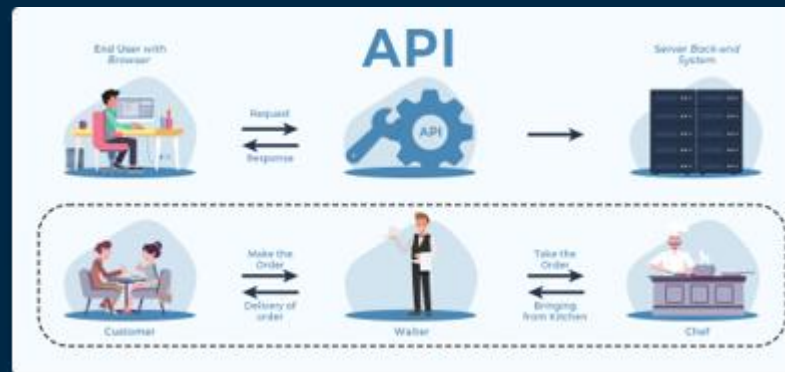 API
End User with
Browser
Server Back-end
System
Request
Response
API
Make the
Order
Delivery of
order
Take the
Order
Bringing
from Kitchen
Customer
Waiter
Chef